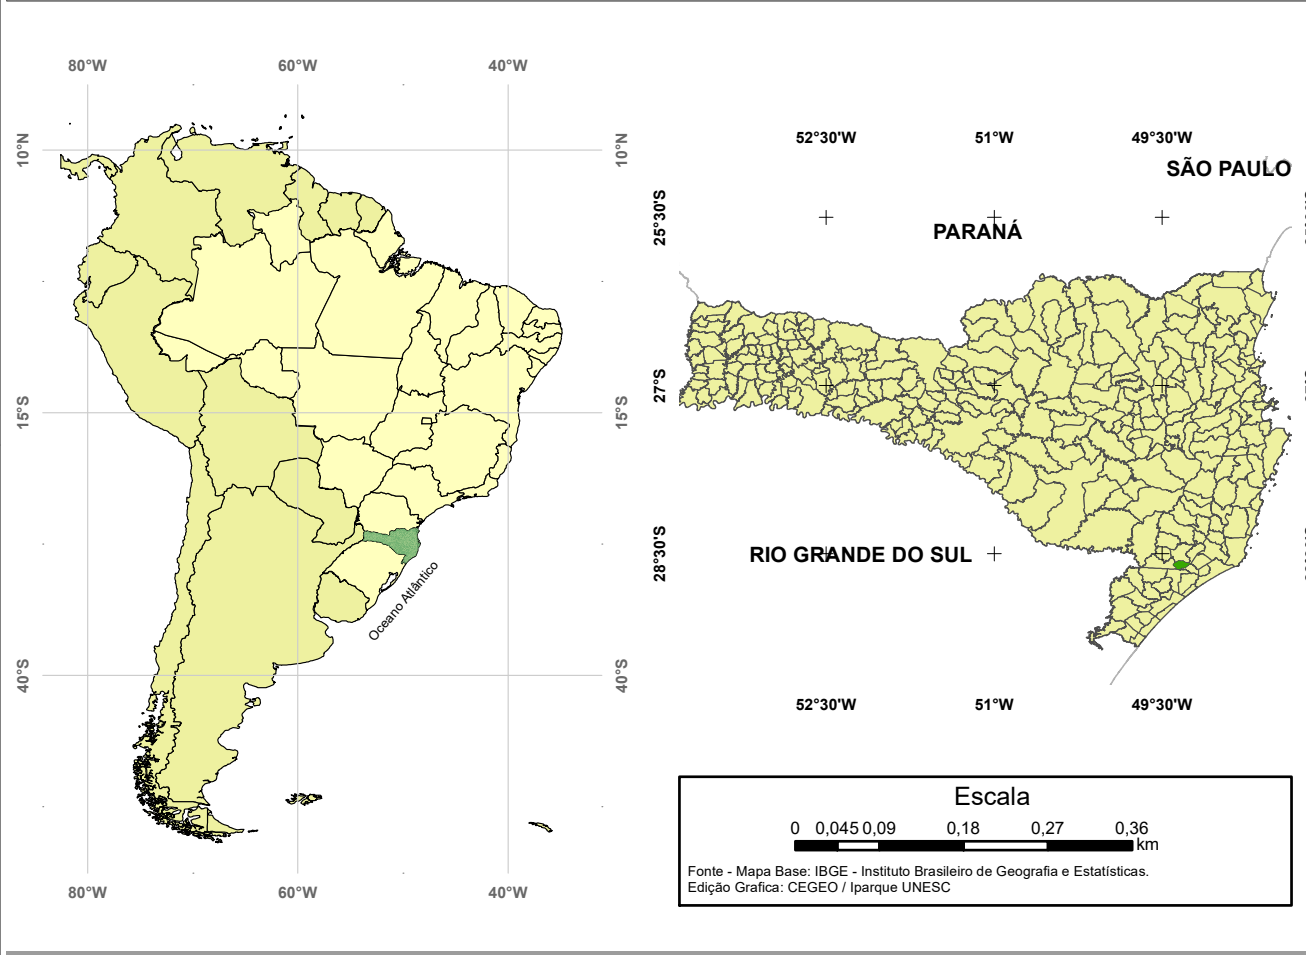 80°W 60°W 40°W
10°N 10°N
15°S 15°S
40°S 40°S
Oceano Atlântico
80°W 60°W 40°W
52°30'W 51°W 49°30'W
SÃO PAULO
25°30'S
PARANÁ
27°S
28°30'S
RIO GRANDE DO SUL
52°30'W 51°W 49°30'W
Escala
0 0,045 0,09 0,18 0,27 0,36
km
Fonte - Mapa Base: IBGE - Instituto Brasileiro de Geografia e Estatísticas.
Edição Grafica: CEGEO / Iparque UNESC